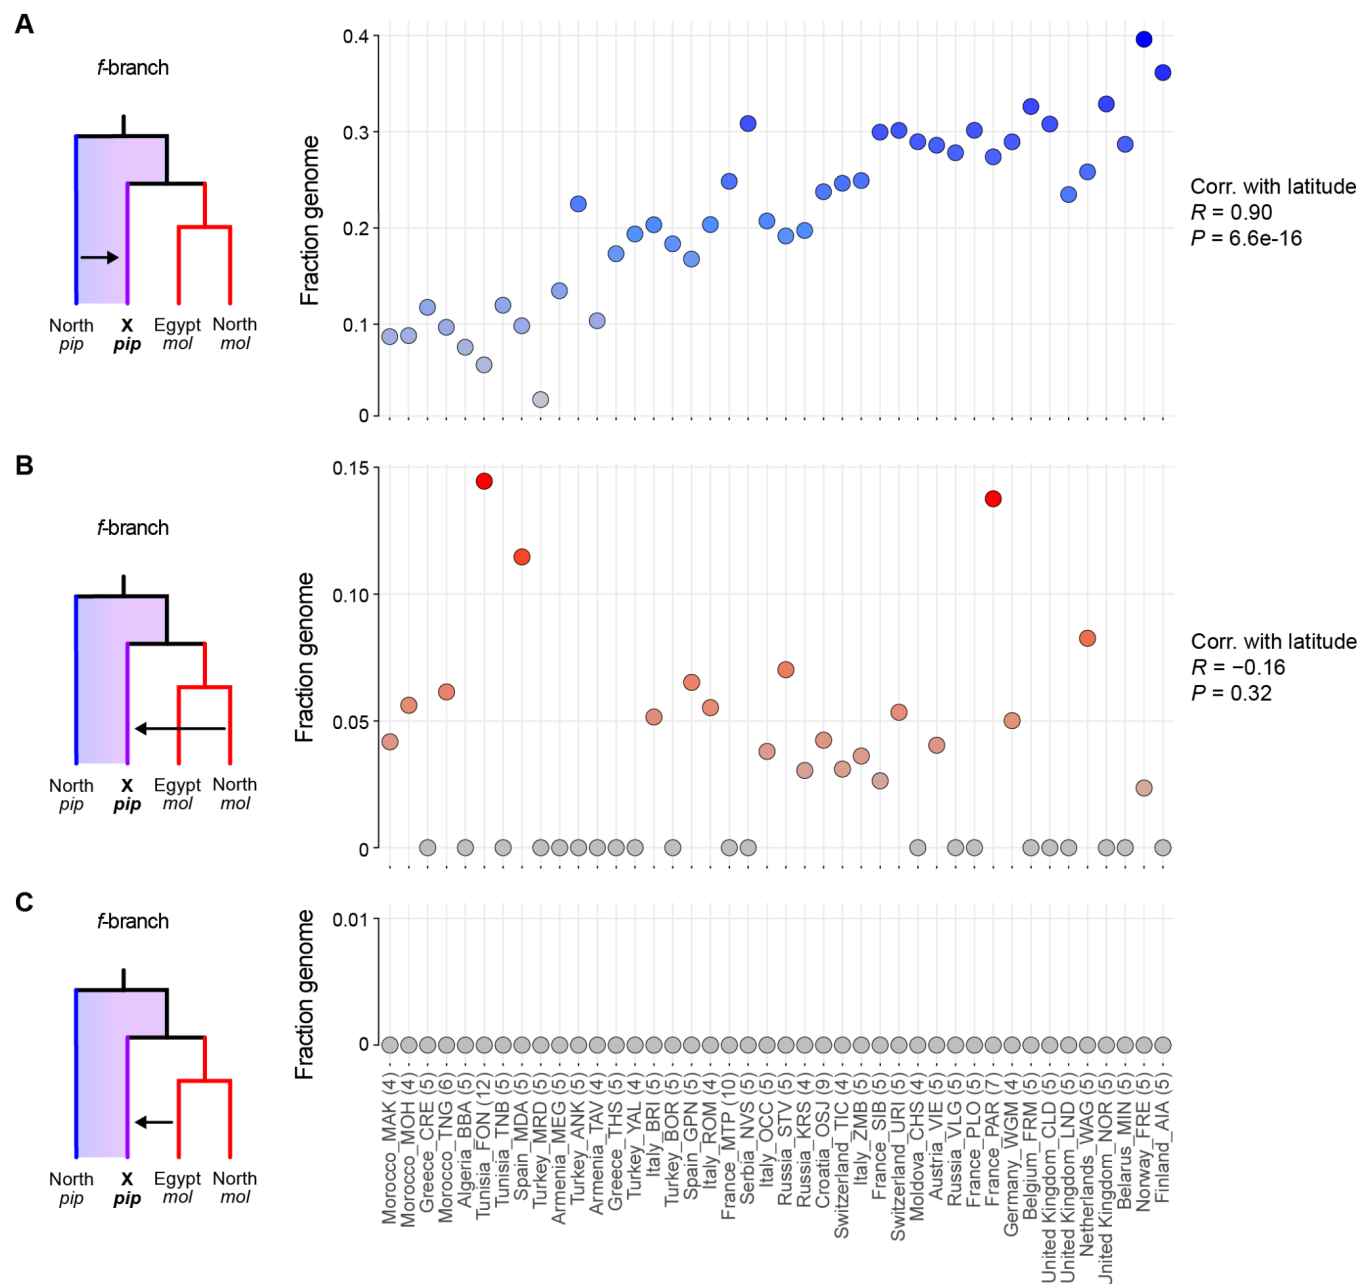 A
f-branch
North
pip
X
pip
Egypt
mol
North
mol
Fraction genome
0.4
0.3
0.2
0.1
0
Corr. with latitude
R = 0.90
P = 6.6e-16
B
f-branch
North
pip
X
pip
Egypt
mol
North
mol
Fraction genome
0.15
0.10
0.05
0
Corr. with latitude
R = −0.16
P = 0.32
C
f-branch
North
pip
X
pip
Egypt
mol
North
mol
Fraction genome
0.01
0
Morocco_MAK (4)
Morocco_MOH (4)
Greece_CRE (5)
Morocco_TNG (6)
Algeria_BBA (5)
Tunisia_FON (12)
Tunisia_TNB (5)
Spain_MDA (5)
Turkey_MRD (5)
Armenia_MEG (5)
Turkey_ANK (5)
Armenia_TAV (4)
Greece_THS (5)
Turkey_YAL (4)
Italy_BRI (5)
Turkey_BOR (5)
Spain_GPN (5)
Italy_ROM (4)
France_MTP (10)
Serbia_NVS (5)
Italy_OCC (5)
Russia_STV (5)
Russia_KRS (4)
Croatia_OSJ (9)
Switzerland_TIC (4)
Italy_ZMB (5)
France_SIB (5)
Switzerland_URI (5)
Moldova_CHS (4)
Austria_VIE (5)
Russia_VLG (5)
France_PLO (5)
France_PAR (7)
Germany_WGM (4)
Belgium_FRM (5)
United Kingdom_CLD (5)
United Kingdom_LND (5)
Netherlands_WAG (5)
United Kingdom_NOR (5)
Belarus_MIN (5)
Norway_FRE (5)
Finland_AIA (5)